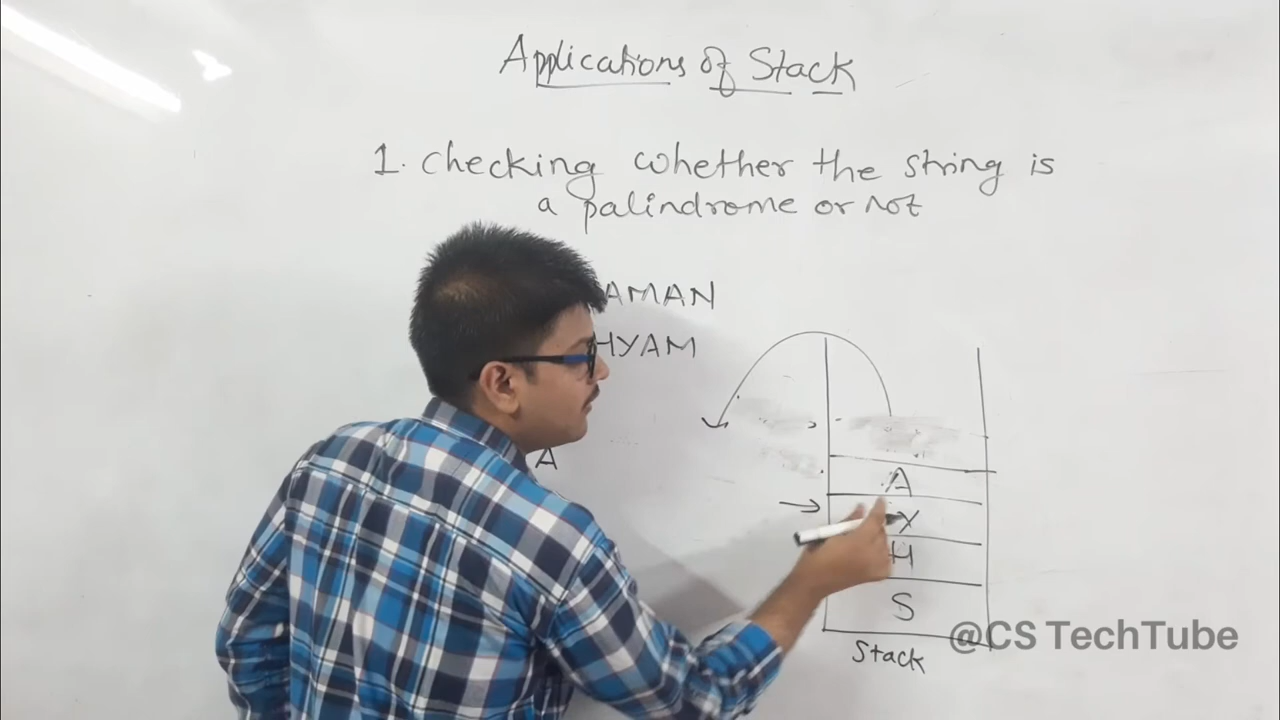 Applications of Stack
1. checking whether the string is
a palindrome or not
AMAN
HYAM
A
A
Y
H
S
Stack
@CS TechTube